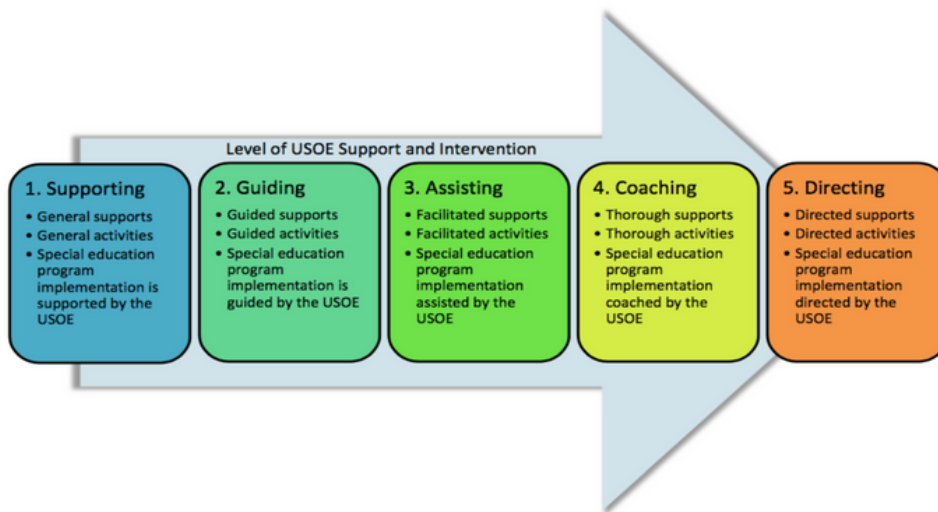 Level of USOE Support and Intervention
1. Supporting
• General supports
• General activities
• Special education
program
implementation is
supported by the
USOE
2. Guiding
• Guided supports
• Guided activities
• Special education
program
implementation is
guided by the USOE
3. Assisting
• Facilitated supports
• Facilitated activities
• Special education
program
implementation
assisted by the
USOE
4. Coaching
• Thorough supports
• Thorough activities
• Special education
program
implementation
coached by the
USOE
5. Directing
• Directed supports
• Directed activities
• Special education
program
implementation
directed by the
USOE